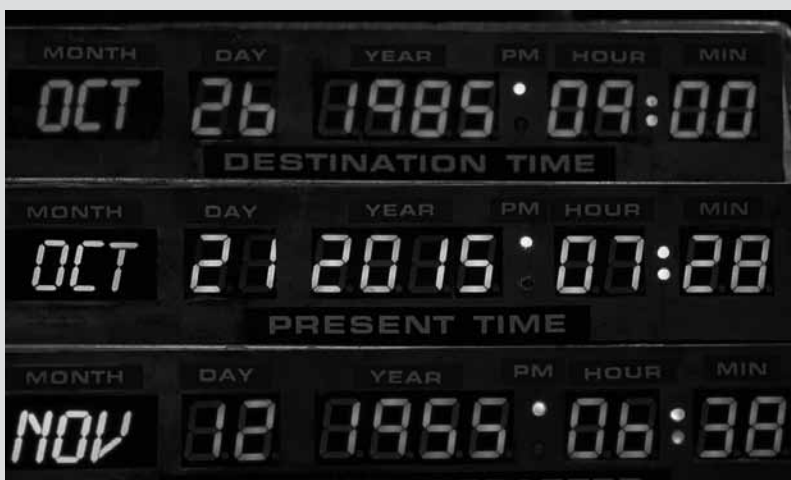 MONTH DAY YEAR PM HOUR MIN
OCT 26 1985 09:00
DESTINATION TIME
MONTH DAY YEAR PM HOUR MIN
OCT 21 2015 07:28
PRESENT TIME
MONTH DAY YEAR PM HOUR MIN
NOV 12 1955 06:38